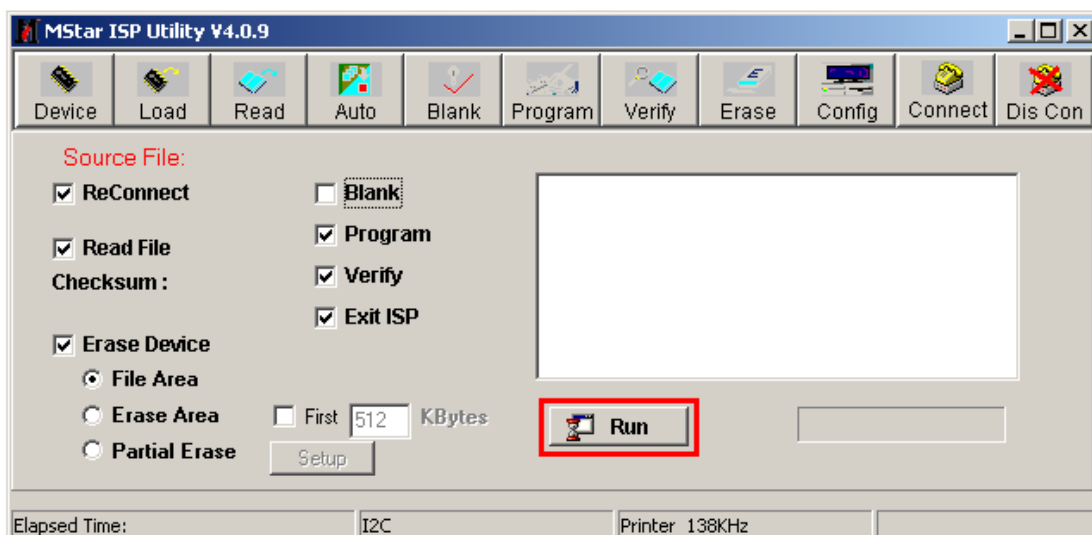 MStar ISP Utility V4.0.9
Device Load Read Auto Blank Program Verify Erase Config Connect Dis Con
Source File:
ReConnect
Blank
Read File
Program
Checksum :
Verify
Exit ISP
Erase Device
File Area
Erase Area First 512 KBytes
Run
Partial Erase Setup
Elapsed Time: I2C Printer 138KHz